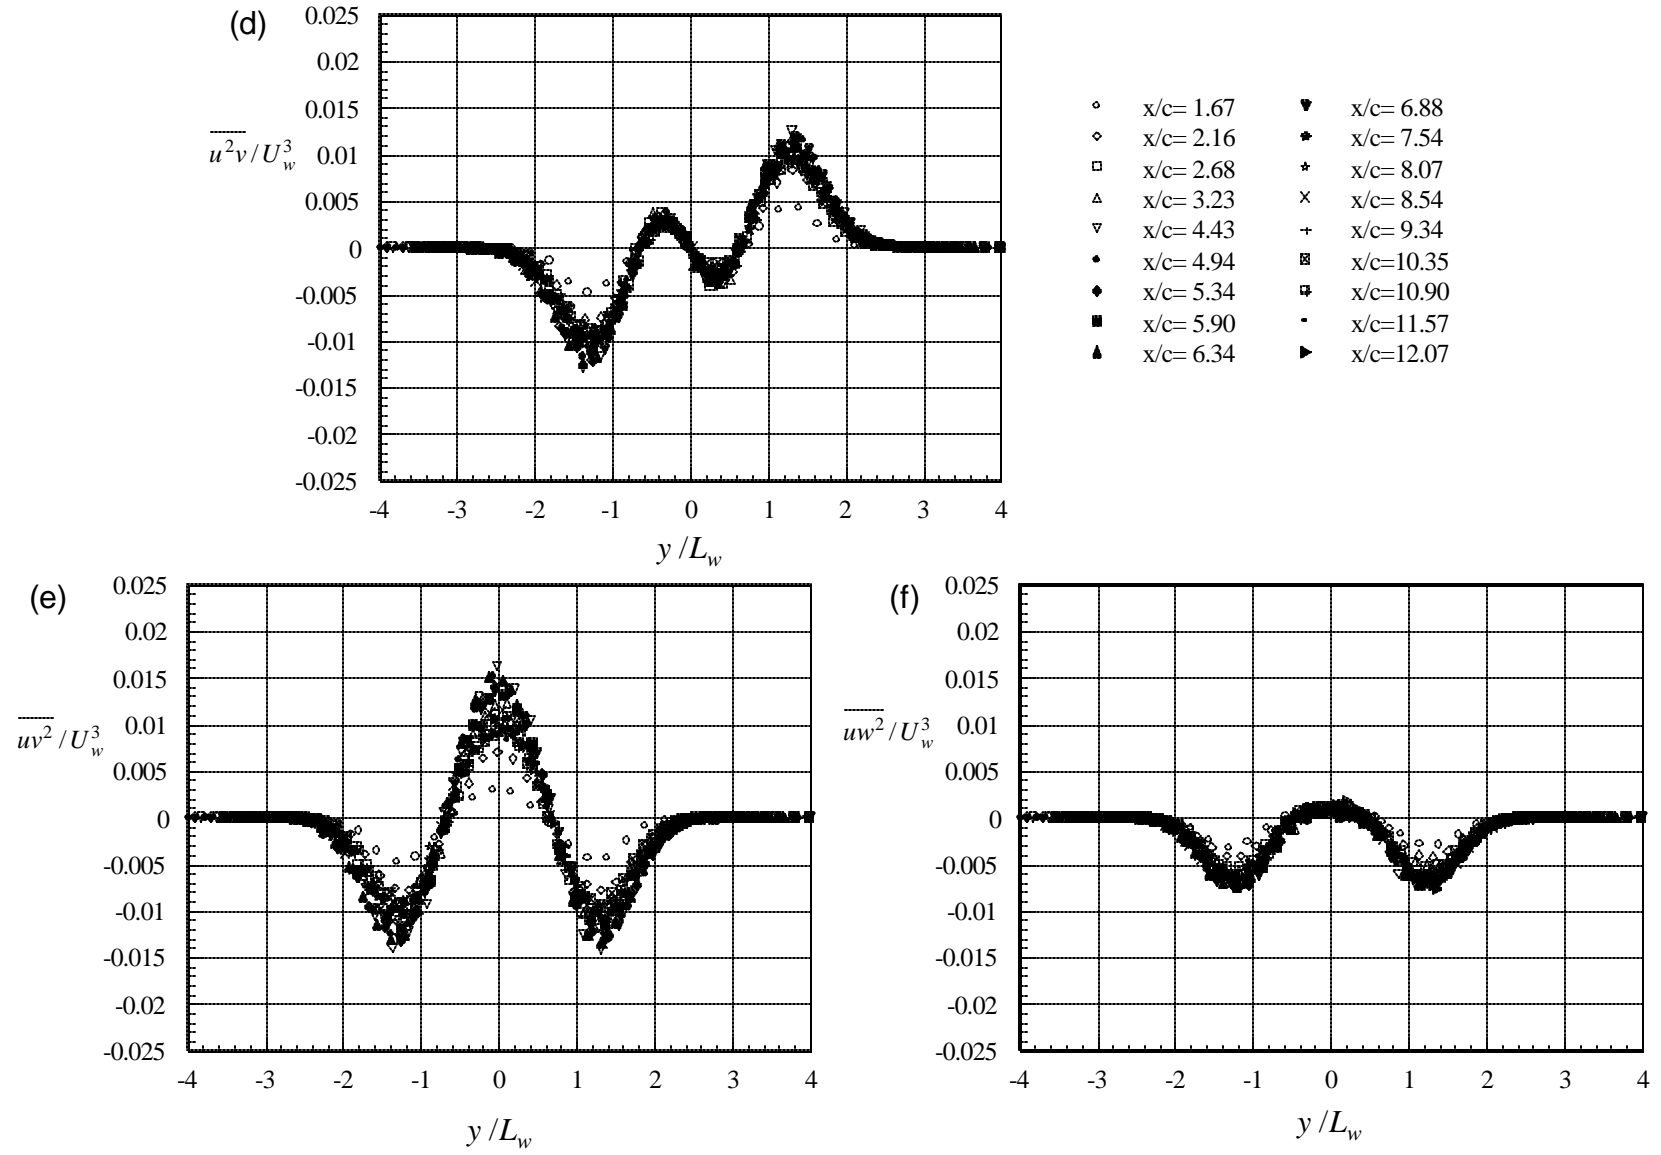 (d)
0.025
0.02
0.015
0.01
0.005
0
-0.005
-0.01
-0.015
-0.02
-0.025
u²v/U_w³
-4 -3 -2 -1 0 1 2 3 4
y/L_w
x/c= 1.67 x/c= 6.88
x/c= 2.16 x/c= 7.54
x/c= 2.68 x/c= 8.07
x/c= 3.23 x/c= 8.54
x/c= 4.43 x/c= 9.34
x/c= 4.94 x/c=10.35
x/c= 5.34 x/c=10.90
x/c= 5.90 x/c=11.57
x/c= 6.34 x/c=12.07
(e)
0.025
0.02
0.015
0.01
0.005
0
-0.005
-0.01
-0.015
-0.02
-0.025
uv²/U_w³
-4 -3 -2 -1 0 1 2 3 4
y/L_w
(f)
0.025
0.02
0.015
0.01
0.005
0
-0.005
-0.01
-0.015
-0.02
-0.025
uw²/U_w³
-4 -3 -2 -1 0 1 2 3 4
y/L_w